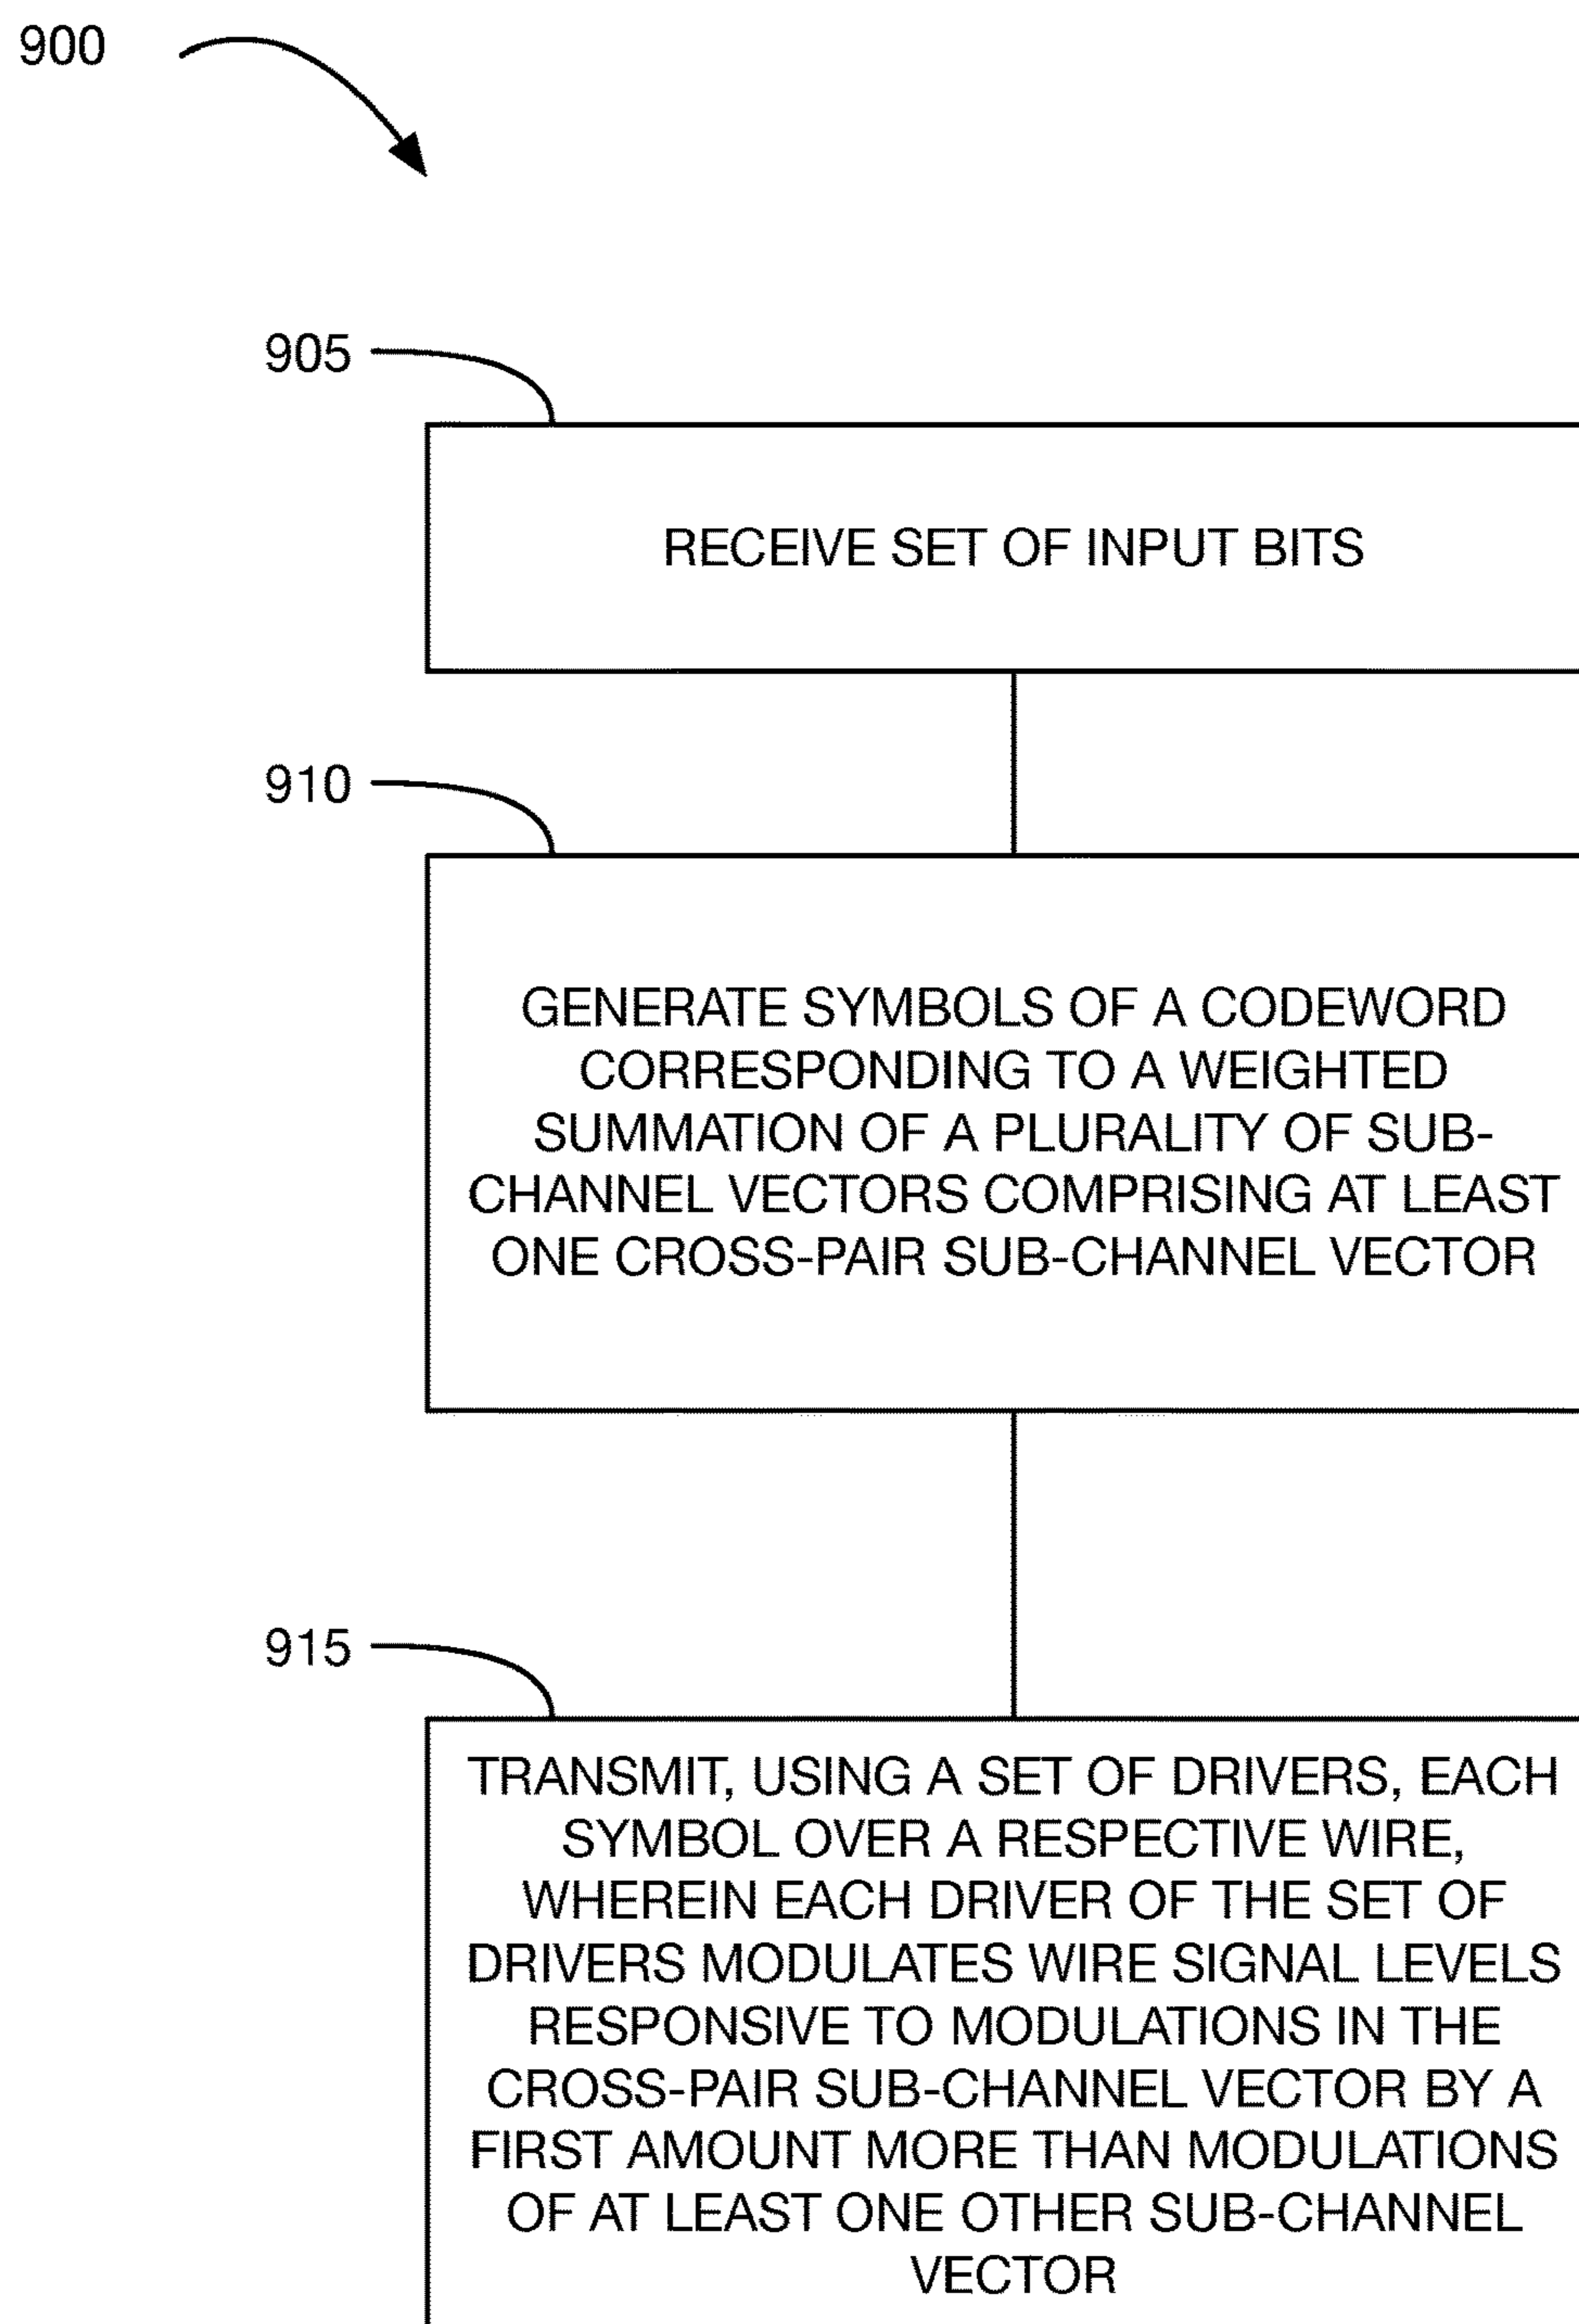 900
905
RECEIVE SET OF INPUT BITS
910
GENERATE SYMBOLS OF A CODEWORD
CORRESPONDING TO A WEIGHTED
SUMMATION OF A PLURALITY OF SUB-
CHANNEL VECTORS COMPRISING AT LEAST
ONE CROSS-PAIR SUB-CHANNEL VECTOR
915
TRANSMIT, USING A SET OF DRIVERS, EACH
SYMBOL OVER A RESPECTIVE WIRE,
WHEREIN EACH DRIVER OF THE SET OF
DRIVERS MODULATES WIRE SIGNAL LEVELS
RESPONSIVE TO MODULATIONS IN THE
CROSS-PAIR SUB-CHANNEL VECTOR BY A
FIRST AMOUNT MORE THAN MODULATIONS
OF AT LEAST ONE OTHER SUB-CHANNEL
VECTOR